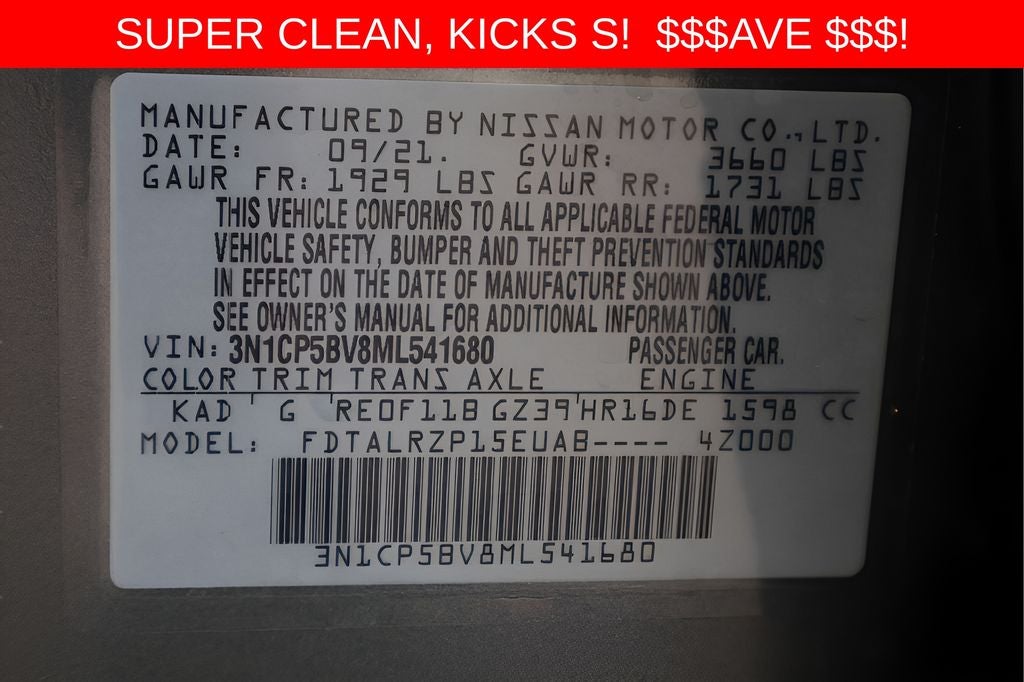 SUPER CLEAN, KICKS S! $$$AVE $$$!
MANUFACTURED BY NISSAN MOTOR CO., LTD.
DATE: 09/21. GVWR: 3660 LBS
GAWR FR: 1929 LBS GAWR RR: 1731 LBS
THIS VEHICLE CONFORMS TO ALL APPLICABLE FEDERAL MOTOR
VEHICLE SAFETY, BUMPER AND THEFT PREVENTION STANDARDS
IN EFFECT ON THE DATE OF MANUFACTURE SHOWN ABOVE.
SEE OWNER'S MANUAL FOR ADDITIONAL INFORMATION.
VIN: 3N1CP5BV8ML541680 PASSENGER CAR.
COLOR TRIM TRANS AXLE ENGINE
KAD G RE0F11B GZ39 HR16DE 1598 CC
MODEL: FDTALRZP15EUAB---- 4Z000
3N1CP5BV8ML541680